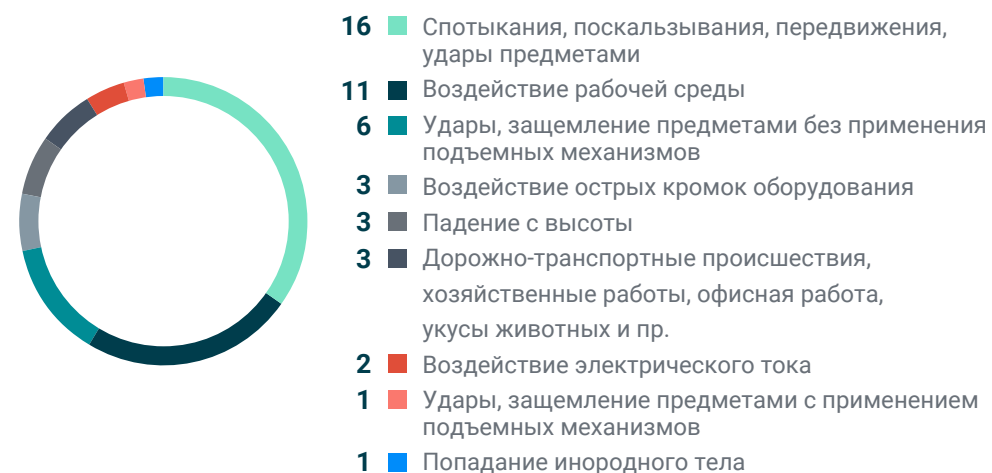 16 Спотыкания, поскальзывания, передвижения,
удары предметами
11 Воздействие рабочей среды
6 Удары, защемление предметами без применения
подъемных механизмов
3 Воздействие острых кромок оборудования
3 Падение с высоты
3 Дорожно-транспортные происшествия,
хозяйственные работы, офисная работа,
укусы животных и пр.
2 Воздействие электрического тока
1 Удары, защемление предметами с применением
подъемных механизмов
1 Попадание инородного тела